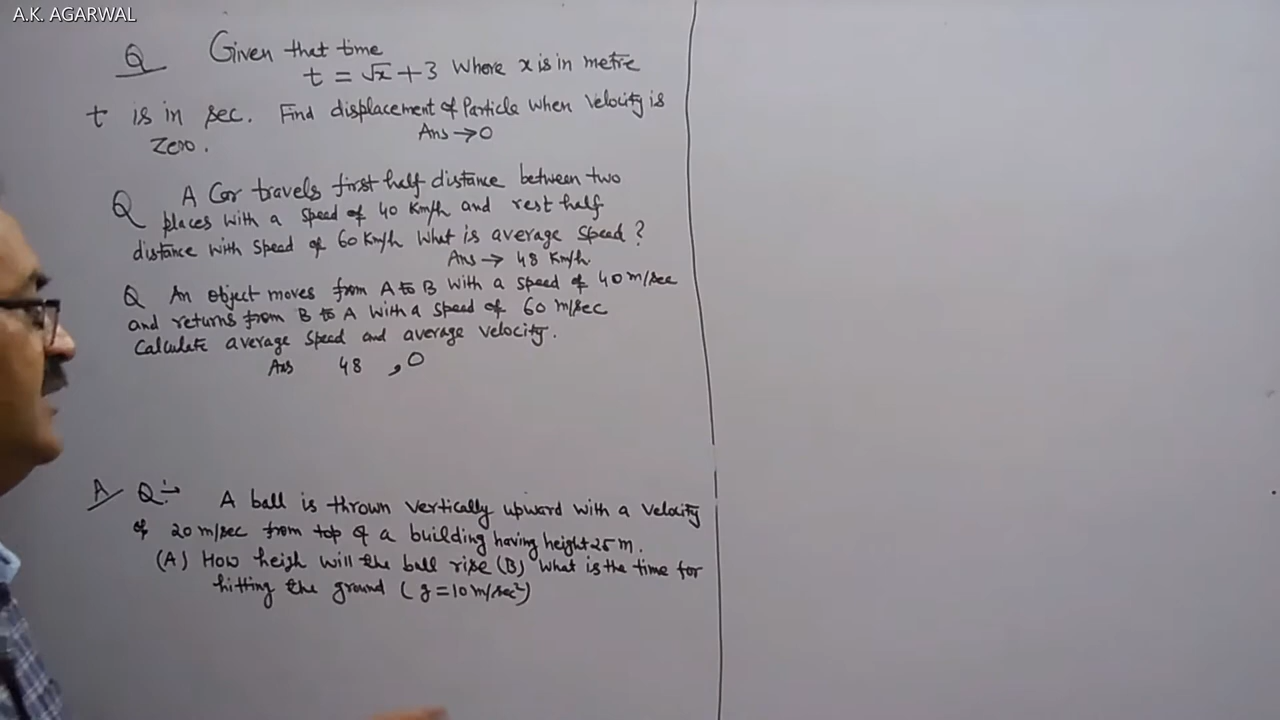 A.K. AGARWAL
Q Given that time
t = √x + 3 where x is in metre
t is in sec. Find displacement of Particle when velocity is
Zero. Ans → 0
Q A Car travels first half distance between two
places with a speed of 40 Km/h and rest half
distance with speed of 60 Km/h What is average speed?
Ans → 48 Km/h
Q An object moves from A to B with a speed of 40 m/sec
and returns from B to A with a speed of 60 m/sec
Calculate average speed and average velocity.
Ans 48 , 0
A Q:→ A ball is thrown vertically upward with a velocity
of 20 m/sec from top of a building having height 25 m.
(A) How heigh will the ball rise (B) What is the time for
hitting the ground (g = 10 m/sec²)